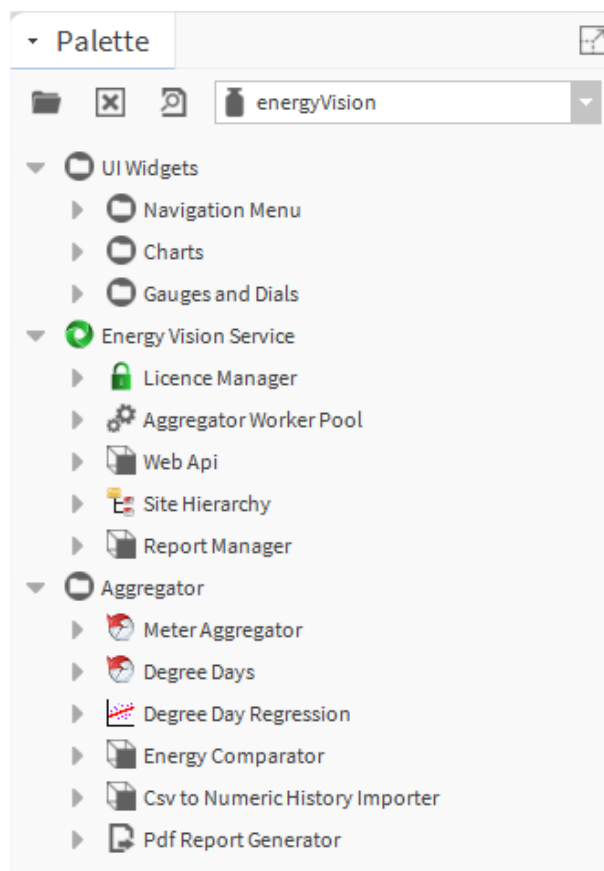 Palette
energyVision
UI Widgets
Navigation Menu
Charts
Gauges and Dials
Energy Vision Service
Licence Manager
Aggregator Worker Pool
Web Api
Site Hierarchy
Report Manager
Aggregator
Meter Aggregator
Degree Days
Degree Day Regression
Energy Comparator
Csv to Numeric History Importer
Pdf Report Generator